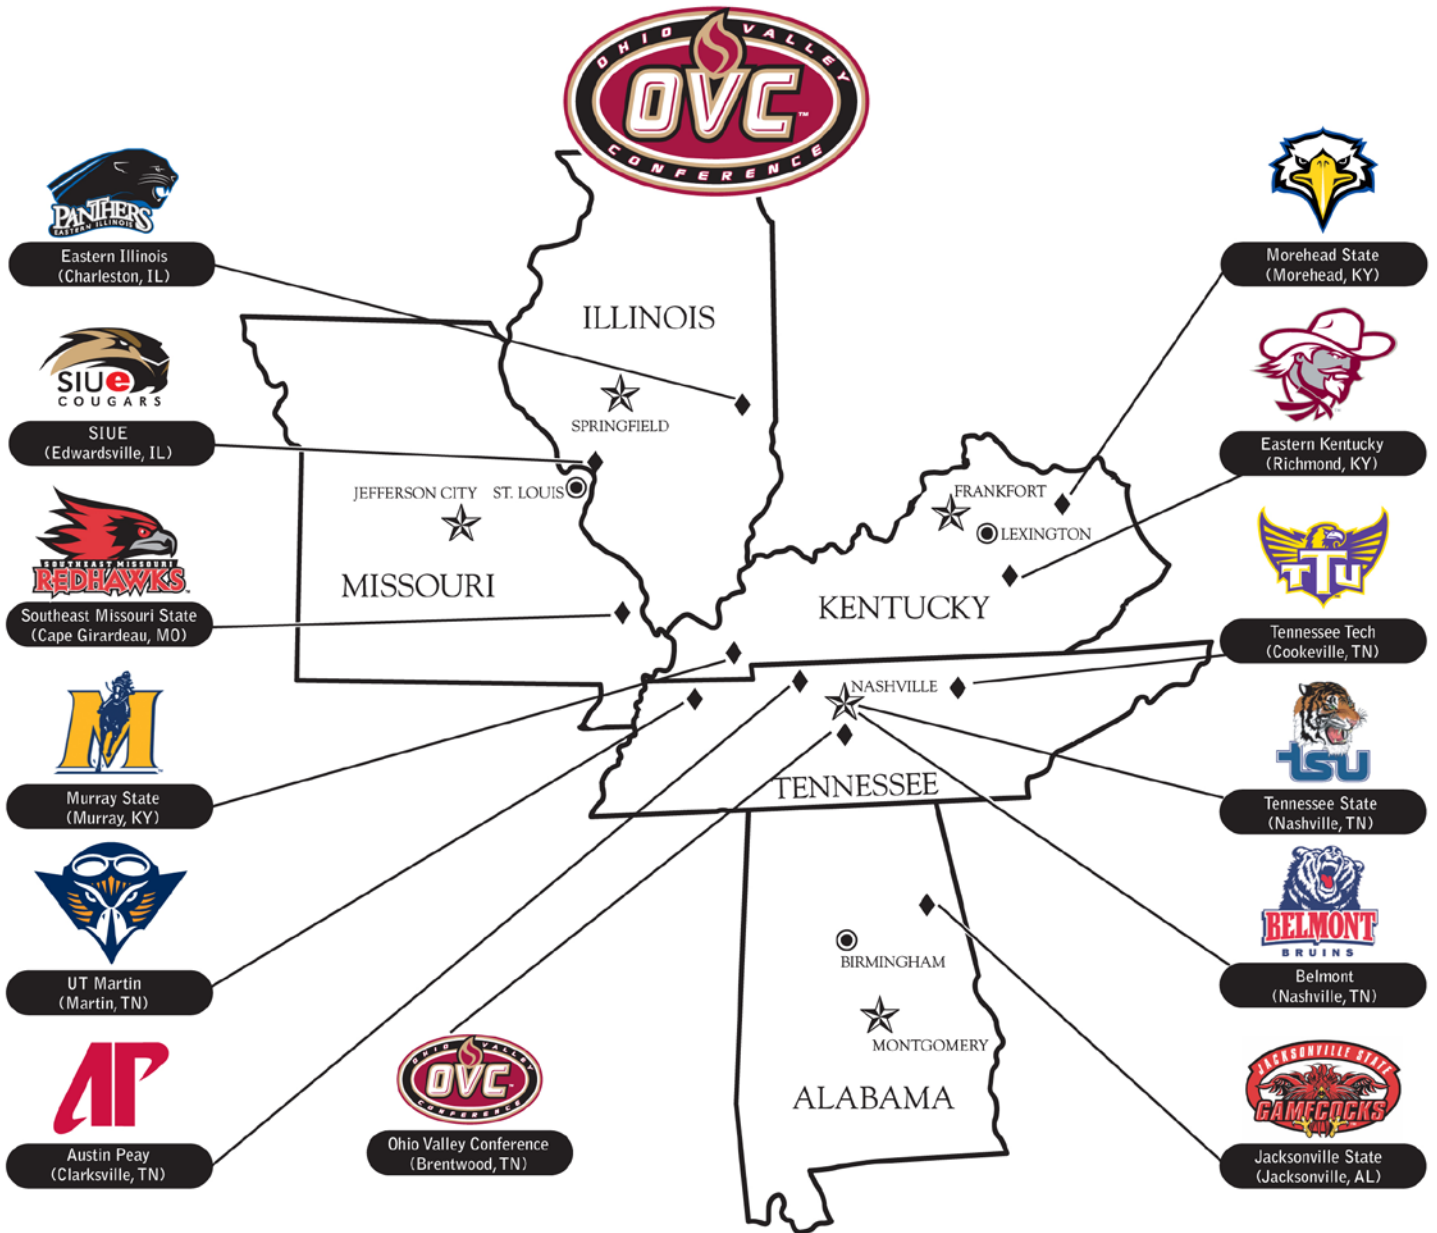 OHIO VALLEY
OVC™
CONFERENCE
PANTHERS
EASTERN ILLINOIS
Eastern Illinois
(Charleston, IL)
SIUe
COUGARS
SIUE
(Edwardsville, IL)
SOUTHEAST MISSOURI
REDHAWKS
Southeast Missouri State
(Cape Girardeau, MO)
M
Murray State
(Murray, KY)
UT Martin
(Martin, TN)
AP
Austin Peay
(Clarksville, TN)
OHIO VALLEY
OVC
CONFERENCE
Ohio Valley Conference
(Brentwood, TN)
ILLINOIS
SPRINGFIELD
JEFFERSON CITY
ST. LOUIS
MISSOURI
FRANKFORT
LEXINGTON
KENTUCKY
NASHVILLE
TENNESSEE
BIRMINGHAM
MONTGOMERY
ALABAMA
Morehead State
(Morehead, KY)
Eastern Kentucky
(Richmond, KY)
TTU
Tennessee Tech
(Cookeville, TN)
tsu
Tennessee State
(Nashville, TN)
BELMONT
BRUINS
Belmont
(Nashville, TN)
JACKSONVILLE STATE
GAMECOCKS
Jacksonville State
(Jacksonville, AL)